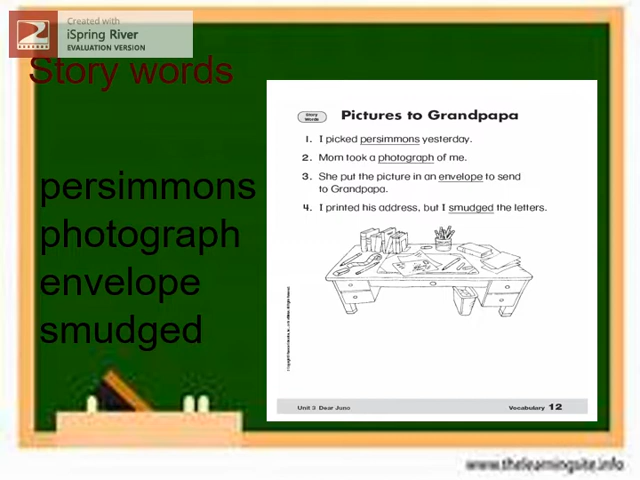 Created with
iSpring River
EVALUATION VERSION
Story words
persimmons
photograph
envelope
smudged
Story
Words
Pictures to Grandpapa
1. I picked persimmons yesterday.
2. Mom took a photograph of me.
3. She put the picture in an envelope to send
to Grandpapa.
4. I printed his address, but I smudged the letters.
Unit 3 Dear Juno
Vocabulary 12
www.thelearningsite.info